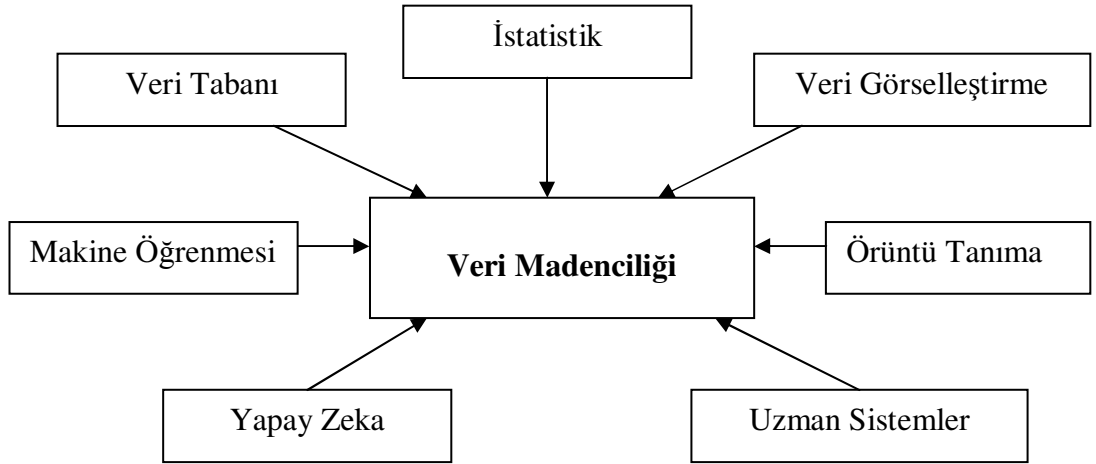 İstatistik
Veri Tabanı
Veri Görselleştirme
Makine Öğrenmesi
Veri Madenciliği
Örüntü Tanıma
Yapay Zeka
Uzman Sistemler